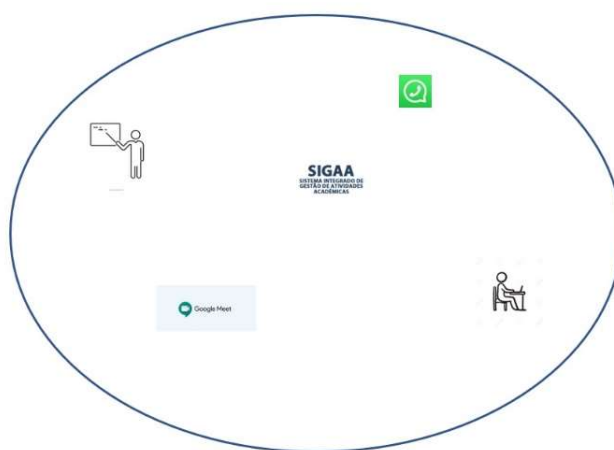 SIGAA
SISTEMA INTEGRADO DE
GESTÃO DE ATIVIDADES
ACADÊMICAS
Google Meet